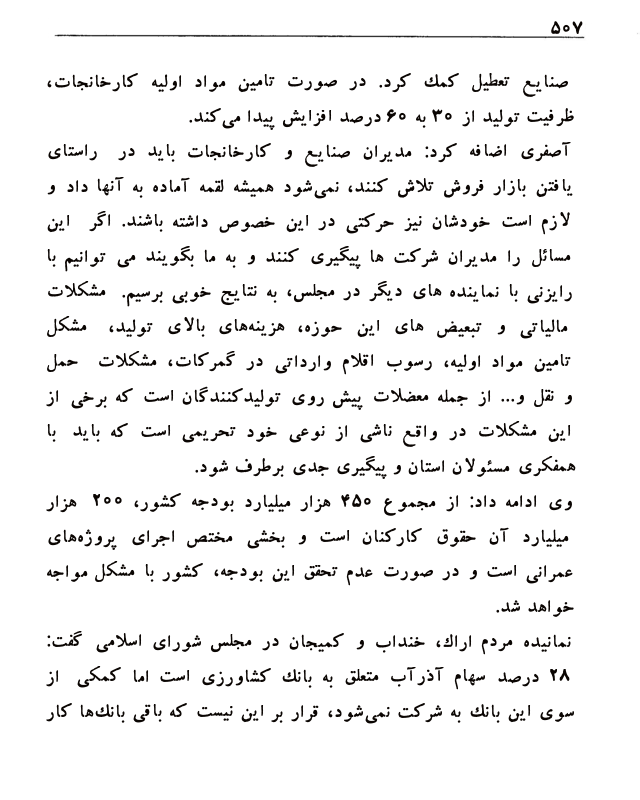 ۵۰۷
صنایع تعطیل کمك کرد. در صورت تامین مواد اولیه کارخانجات،
ظرفیت تولید از ۳۰ به ۶۰ درصد افزایش پیدا می‌کند.
آصفری اضافه کرد: مدیران صنایع و کارخانجات باید در راستای
یافتن بازار فروش تلاش کنند، نمی‌شود همیشه لقمه آماده به آنها داد و
لازم است خودشان نیز حرکتی در این خصوص داشته باشند. اگر این
مسائل را مدیران شرکت ها پیگیری کنند و به ما بگویند می توانیم با
رایزنی با نماینده های دیگر در مجلس، به نتایج خوبی برسیم. مشکلات
مالیاتی و تبعیض های این حوزه، هزینه‌های بالای تولید، مشکل
تامین مواد اولیه، رسوب اقلام وارداتی در گمرکات، مشکلات حمل
و نقل و... از جمله معضلات پیش روی تولیدکنندگان است که برخی از
این مشکلات در واقع ناشی از نوعی خود تحریمی است که باید با
همفکری مسئولان استان و پیگیری جدی برطرف شود.
وی ادامه داد: از مجموع ۴۵۰ هزار میلیارد بودجه کشور، ۲۰۰ هزار
میلیارد آن حقوق کارکنان است و بخشی مختص اجرای پروژه‌های
عمرانی است و در صورت عدم تحقق این بودجه، کشور با مشکل مواجه
خواهد شد.
نمانیده مردم اراك، خنداب و کمیجان در مجلس شورای اسلامی گفت:
۲۸ درصد سهام آذرآب متعلق به بانك کشاورزی است اما کمکی از
سوی این بانك به شرکت نمی‌شود، قرار بر این نیست که باقی بانك‌ها کار